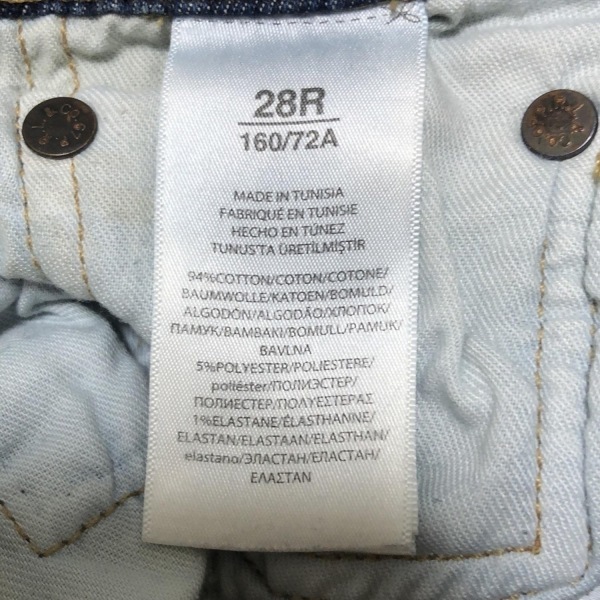 28R
160/72A
MADE IN TUNISIA
FABRIQUÉ EN TUNISIE
HECHO EN TÚNEZ
TUNUS'TA ÜRETİLMİŞTİR
94%COTTON/COTON/COTONE/
BAUMWOLLE/KATOEN/BOMULD/
ALGODÓN/ALGODÃO/ХЛОПОК/
ПАМУК/ΒΑΜΒΑΚΙ/BOMULL/PAMUK/
BAVLNA
5%POLYESTER/POLIESTERE/
poliéster/ПОЛИЭСТЕР/
ПОЛИЕСТЕР/ΠΟΛΥΕΣΤΕΡΑΣ
1%ELASTANE/ÉLASTHANNE/
ELASTAN/ELASTAAN/ELASTHAN/
elastano/ЭЛАСТАН/ЕЛАСТАН/
ΕΛΑΣΤΑΝ